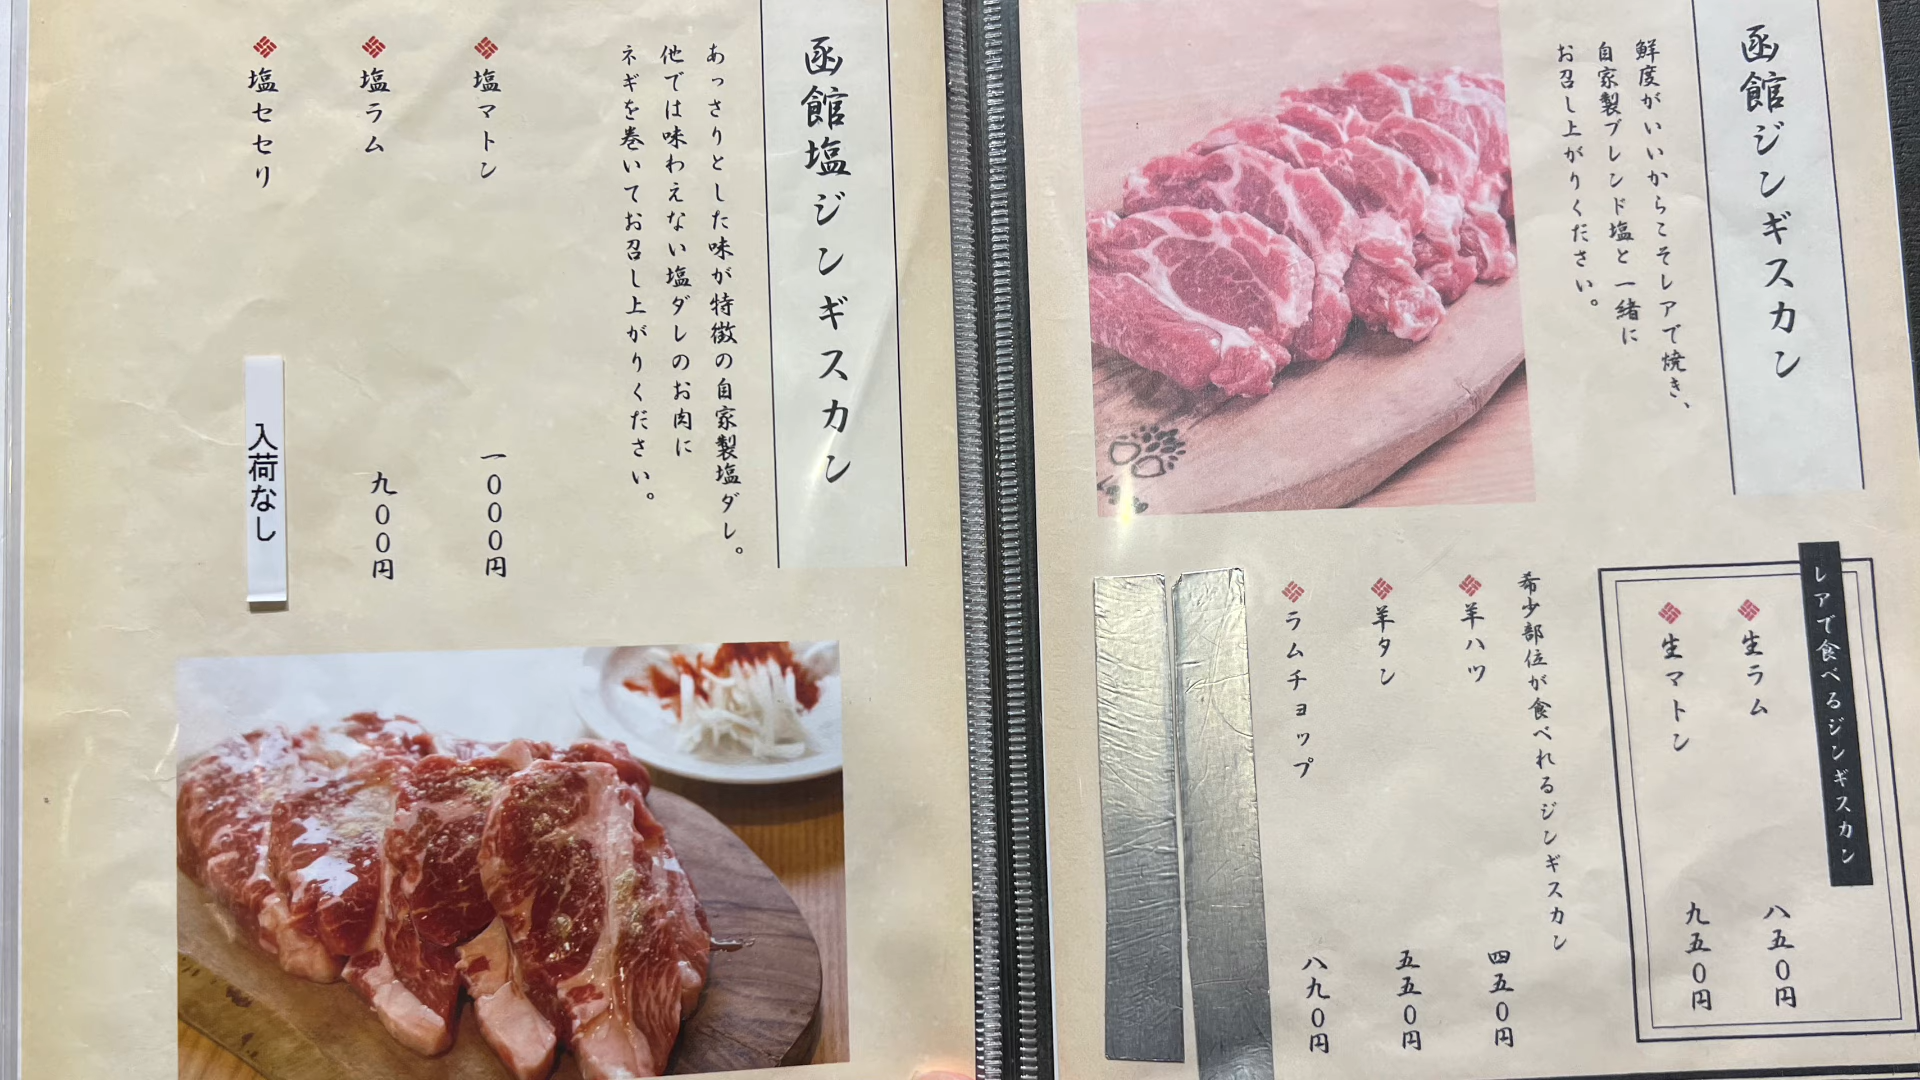 函館ジンギスカン
鮮度がいいからこそレアで焼き、
自家製ブレンド塩と一緒に
お召し上がりください。
レアで食べるジンギスカン
生ラム 八五〇円
生マトン 九五〇円
希少部位が食べれるジンギスカン
羊ハツ 四五〇円
羊タン 五五〇円
ラムチョップ 八九〇円
函館塩ジンギスカン
あっさりとした味が特徴の自家製塩ダレ。
他では味わえない塩ダレのお肉に
ネギを巻いてお召し上がりください。
塩マトン 一〇〇〇円
塩ラム 九〇〇円
塩セセリ 入荷なし